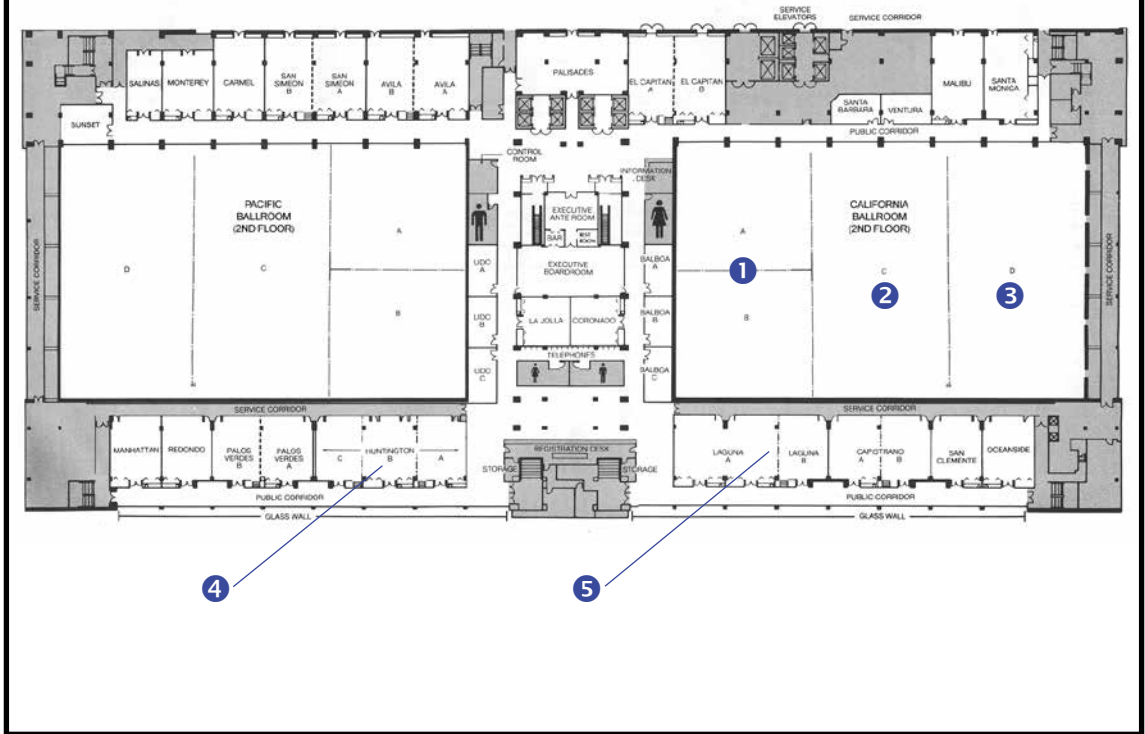 SERVICE
ELEVATORS
SERVICE CORRIDOR
SALINAS
MONTEREY
CARMEL
SAN
SIMEON
B
SAN
SIMEON
A
AVILA
B
AVILA
A
PALISADES
EL CAPITAN
A
EL CAPITAN
B
SANTA
BARBARA
VENTURA
MALIBU
SANTA
MONICA
SUNSET
PUBLIC CORRIDOR
CONTROL
ROOM
INFORMATION
DESK
PACIFIC
BALLROOM
(2ND FLOOR)
A
B
C
D
SERVICE CORRIDOR
EXECUTIVE
ANTE ROOM
BAR
REST
ROOM
EXECUTIVE
BOARDROOM
LA JOLLA
CORONADO
TELEPHONES
UDO
A
UDO
B
UDO
C
BALBOA
A
BALBOA
B
BALBOA
C
CALIFORNIA
BALLROOM
(2ND FLOOR)
A
1
B
C
2
D
3
SERVICE CORRIDOR
SERVICE CORRIDOR
SERVICE CORRIDOR
MANHATTAN
REDONDO
PALOS
VERDES
B
PALOS
VERDES
A
HUNTINGTON
C
B
A
REGISTRATION DESK
STORAGE
STORAGE
LAGUNA
A
LAGUNA
B
CAPISTRANO
A
B
SAN
CLEMENTE
OCEANSIDE
PUBLIC CORRIDOR
PUBLIC CORRIDOR
GLASS WALL
GLASS WALL
4
5